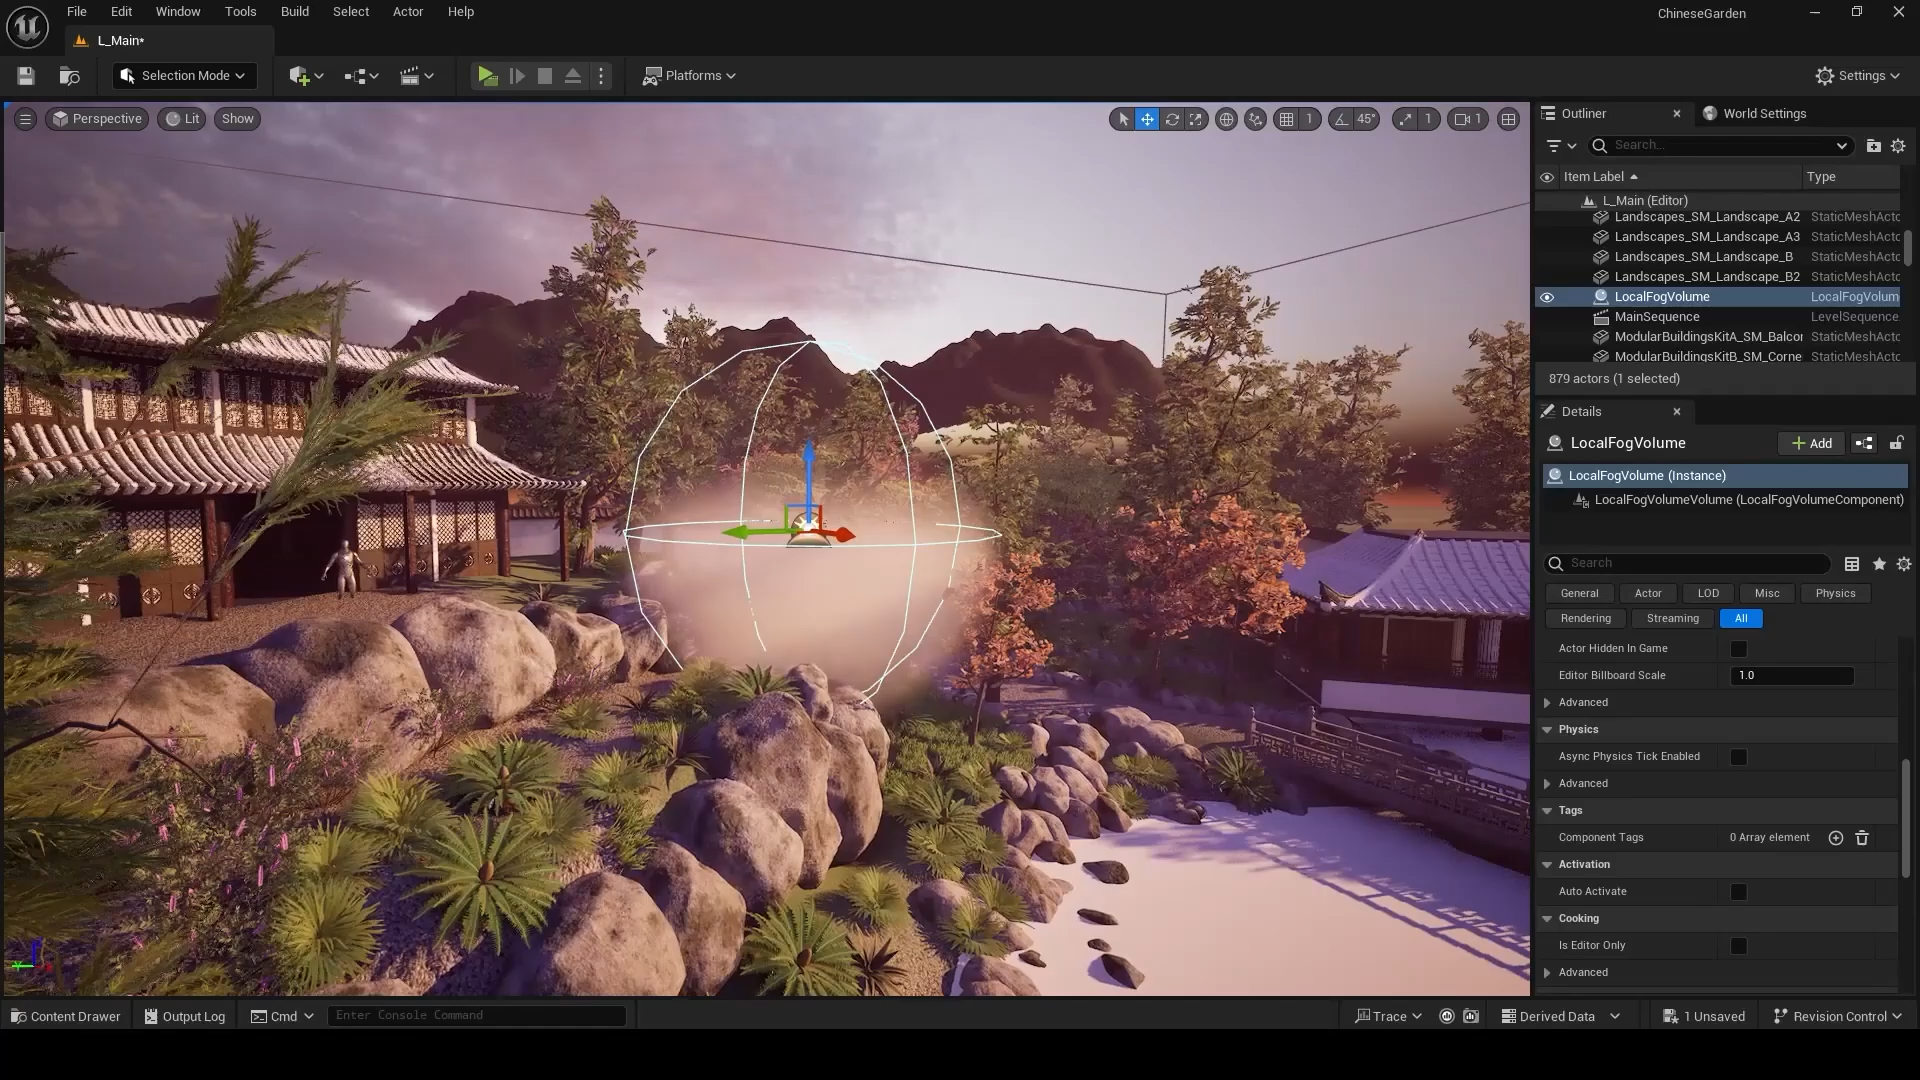 File Edit Window Tools Build Select Actor Help
ChineseGarden
L_Main*
Selection Mode
Platforms
Settings
Perspective
Lit
Show
1
45°
1
1
Outliner
World Settings
Search...
Item Label
Type
L_Main (Editor)
Landscapes_SM_Landscape_A2 StaticMeshActo
Landscapes_SM_Landscape_A3 StaticMeshActo
Landscapes_SM_Landscape_B StaticMeshActo
Landscapes_SM_Landscape_B2 StaticMeshActo
LocalFogVolume LocalFogVolum
MainSequence LevelSequence
ModularBuildingsKitA_SM_Balcor StaticMeshActo
ModularBuildingsKitB_SM_Corne StaticMeshActo
879 actors (1 selected)
Details
LocalFogVolume
Add
LocalFogVolume (Instance)
LocalFogVolumeVolume (LocalFogVolumeComponent)
Search
General Actor LOD Misc Physics
Rendering Streaming All
Actor Hidden In Game
Editor Billboard Scale 1.0
Advanced
Physics
Async Physics Tick Enabled
Advanced
Tags
Component Tags 0 Array element
Activation
Auto Activate
Cooking
Is Editor Only
Advanced
Content Drawer
Output Log
Cmd
Enter Console Command
Trace
Derived Data
1 Unsaved
Revision Control